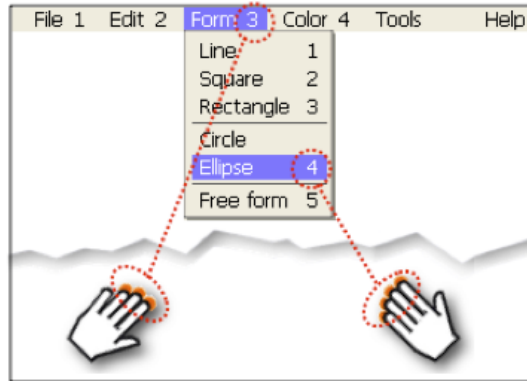 File 1 Edit 2 Form 3 Color 4 Tools Help
Line 1
Square 2
Rectangle 3
Circle
Ellipse 4
Free form 5